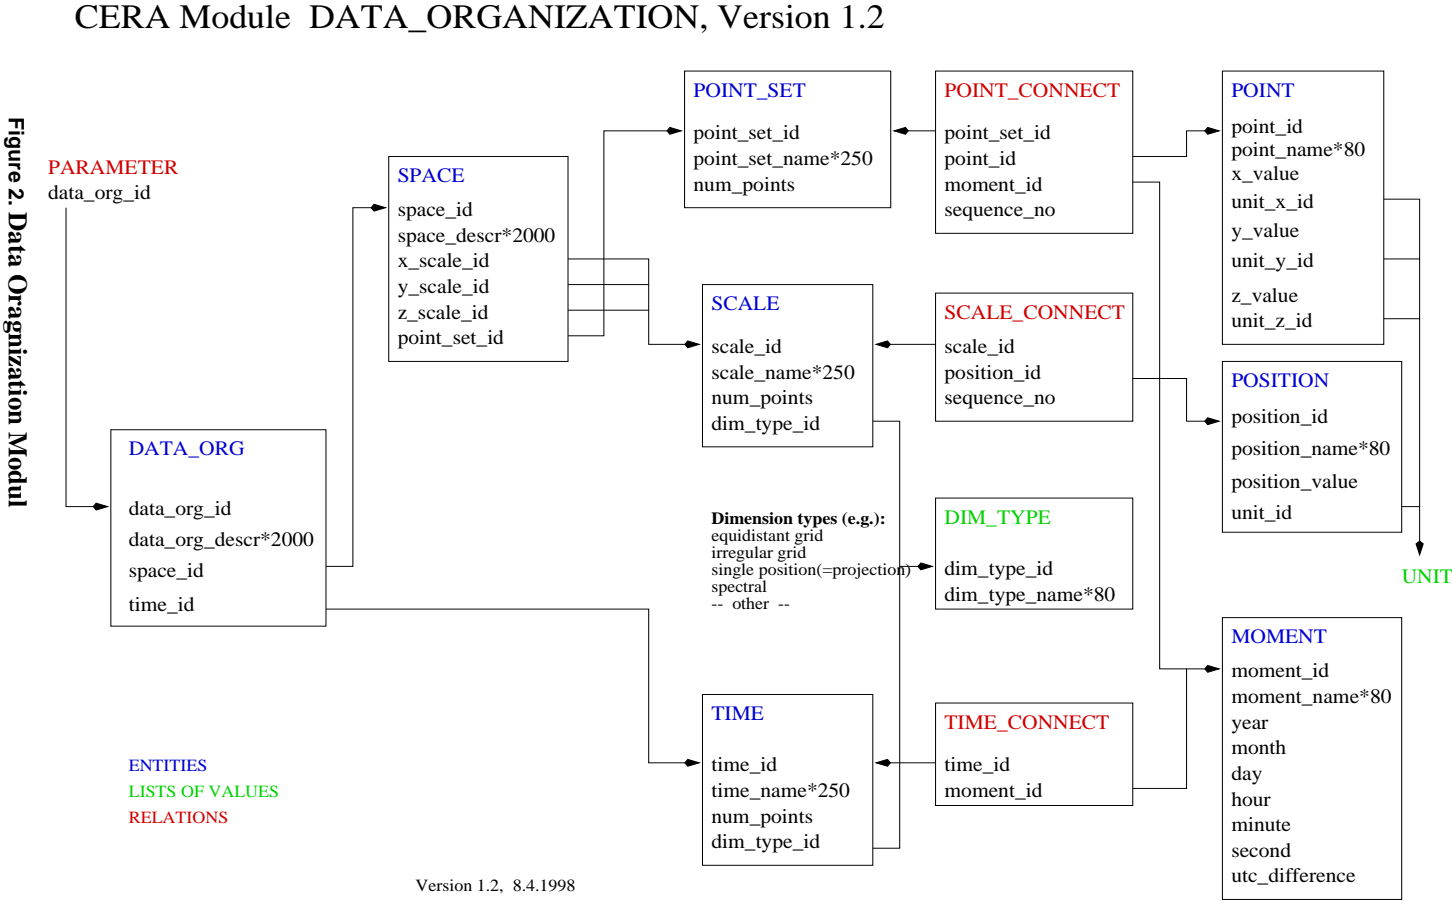 CERA Module DATA_ORGANIZATION, Version 1.2
Figure 2. Data Oragnization Modul
PARAMETER
data_org_id
DATA_ORG
data_org_id
data_org_descr*2000
space_id
time_id
SPACE
space_id
space_descr*2000
x_scale_id
y_scale_id
z_scale_id
point_set_id
POINT_SET
point_set_id
point_set_name*250
num_points
SCALE
scale_id
scale_name*250
num_points
dim_type_id
Dimension types (e.g.):
equidistant grid
irregular grid
single position(=projection)
spectral
-- other --
TIME
time_id
time_name*250
num_points
dim_type_id
POINT_CONNECT
point_set_id
point_id
moment_id
sequence_no
SCALE_CONNECT
scale_id
position_id
sequence_no
DIM_TYPE
dim_type_id
dim_type_name*80
TIME_CONNECT
time_id
moment_id
POINT
point_id
point_name*80
x_value
unit_x_id
y_value
unit_y_id
z_value
unit_z_id
POSITION
position_id
position_name*80
position_value
unit_id
UNIT
MOMENT
moment_id
moment_name*80
year
month
day
hour
minute
second
utc_difference
ENTITIES
LISTS OF VALUES
RELATIONS
Version 1.2, 8.4.1998